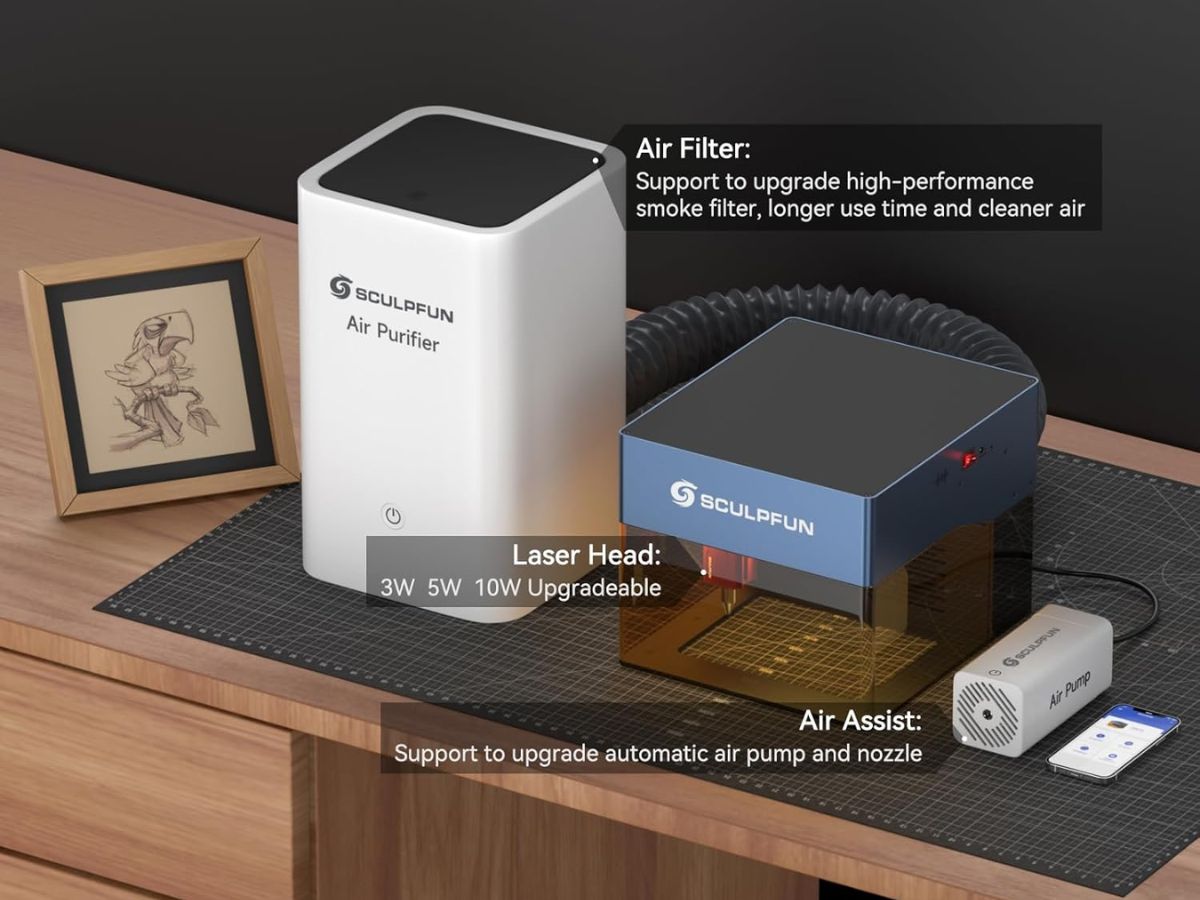 Air Filter:
Support to upgrade high-performance
smoke filter, longer use time and cleaner air
SCULPFUN
Air Purifier
SCULPFUN
Laser Head:
3W 5W 10W Upgradeable
SCULPFUN
Air Pump
Air Assist:
Support to upgrade automatic air pump and nozzle